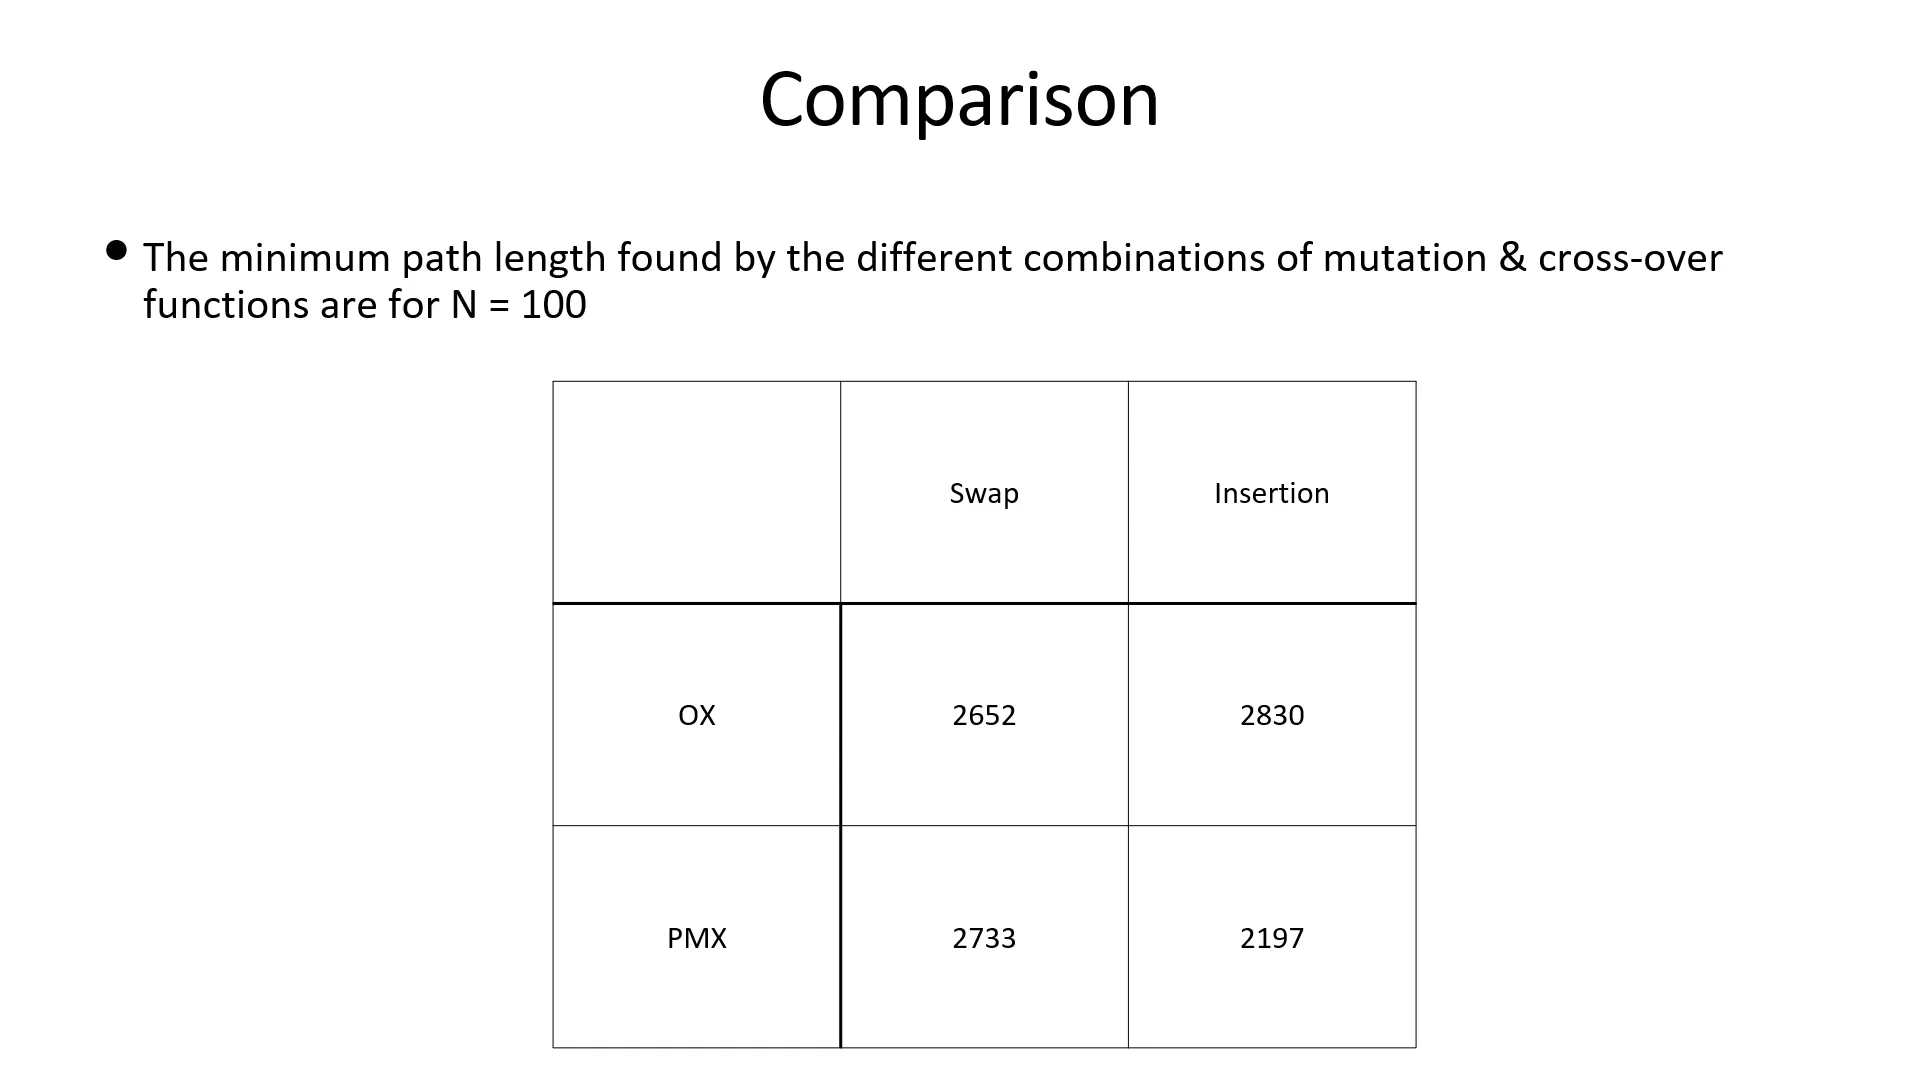 Comparison
● The minimum path length found by the different combinations of mutation & cross-over
functions are for N = 100
Swap Insertion
OX 2652 2830
PMX 2733 2197